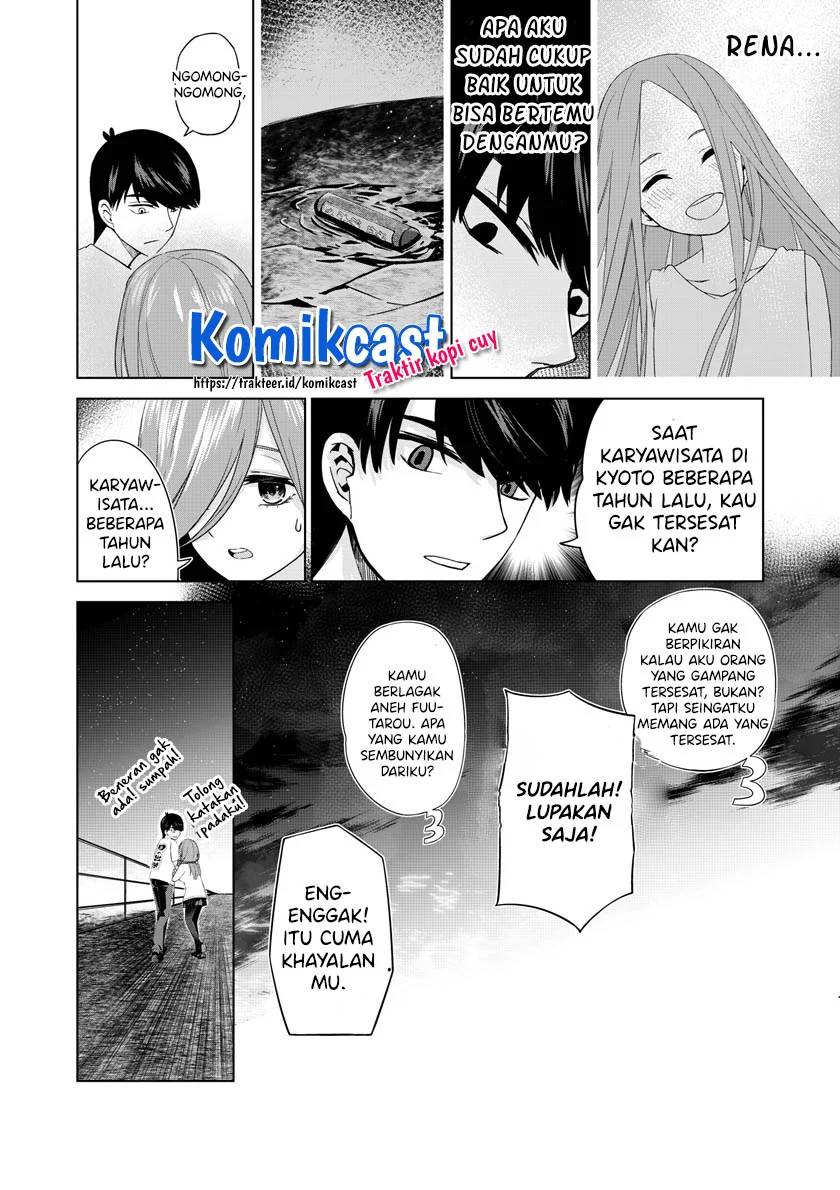 RENA...
APA AKU
SUDAH CUKUP
BAIK UNTUK
BISA BERTEMU
DENGANMU?
NGOMONG-
NGOMONG,
Komikcast
Traktir kopi cuy
https://trakteer.id/komikcast
SAAT
KARYAWISATA DI
KYOTO BEBERAPA
TAHUN LALU, KAU
GAK TERSESAT
KAN?
KARYAW-
ISATA...
BEBERAPA
TAHUN LALU?
KAMU GAK
BERPIKIRAN
KALAU AKU ORANG
YANG GAMPANG
TERSESAT, BUKAN?
TAPI SEINGATKU
MEMANG ADA YANG
TERSESAT.
3
SUDAHLAH!
LUPAKAN
SAJA!
KAMU
BERLAGAK
ANEH FUU-
TAROU. APA
YANG KAMU
SEMBUNYIKAN
DARIKU?
3
ENG-
ENGGAK!
ITU CUMA
KHAYALAN
MU.
Tolong
katakan
padaku!
Beneran gak
ada! sumpah!